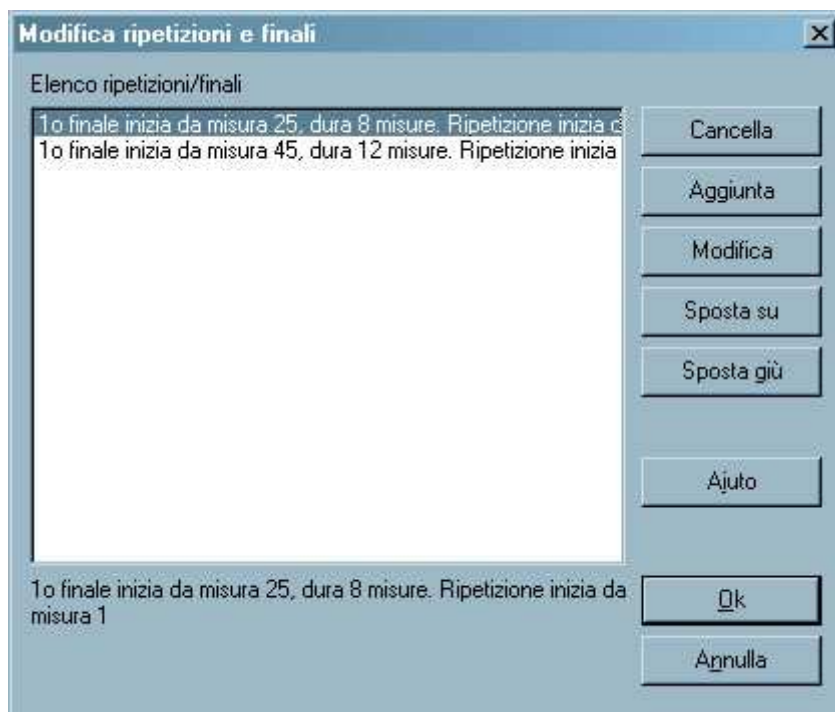 Modifica ripetizioni e finali
Elenco ripetizioni/finali
1o finale inizia da misura 25, dura 8 misure. Ripetizione inizia
1o finale inizia da misura 45, dura 12 misure. Ripetizione inizia
Cancella
Aggiunta
Modifica
Sposta su
Sposta giù
Ajuto
1o finale inizia da misura 25, dura 8 misure. Ripetizione inizia da
misura 1
Ok
Annulla